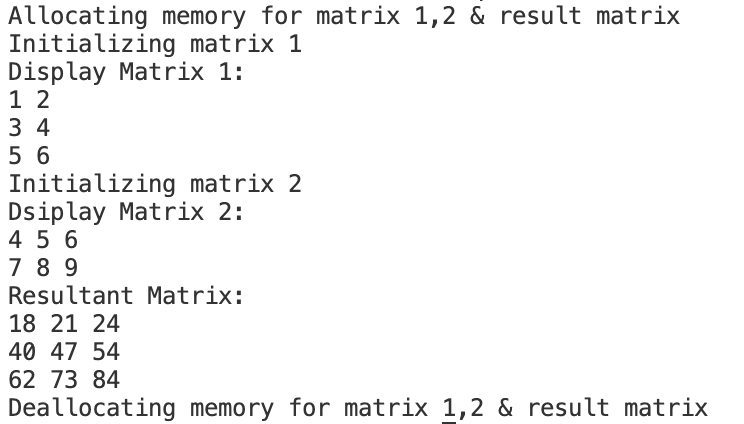 Allocating memory for matrix 1,2 & result matrix
Initializing matrix 1
Display Matrix 1:
1 2
3 4
5 6
Initializing matrix 2
Dsiplay Matrix 2:
4 5 6
7 8 9
Resultant Matrix:
18 21 24
40 47 54
62 73 84
Deallocating memory for matrix 1,2 & result matrix